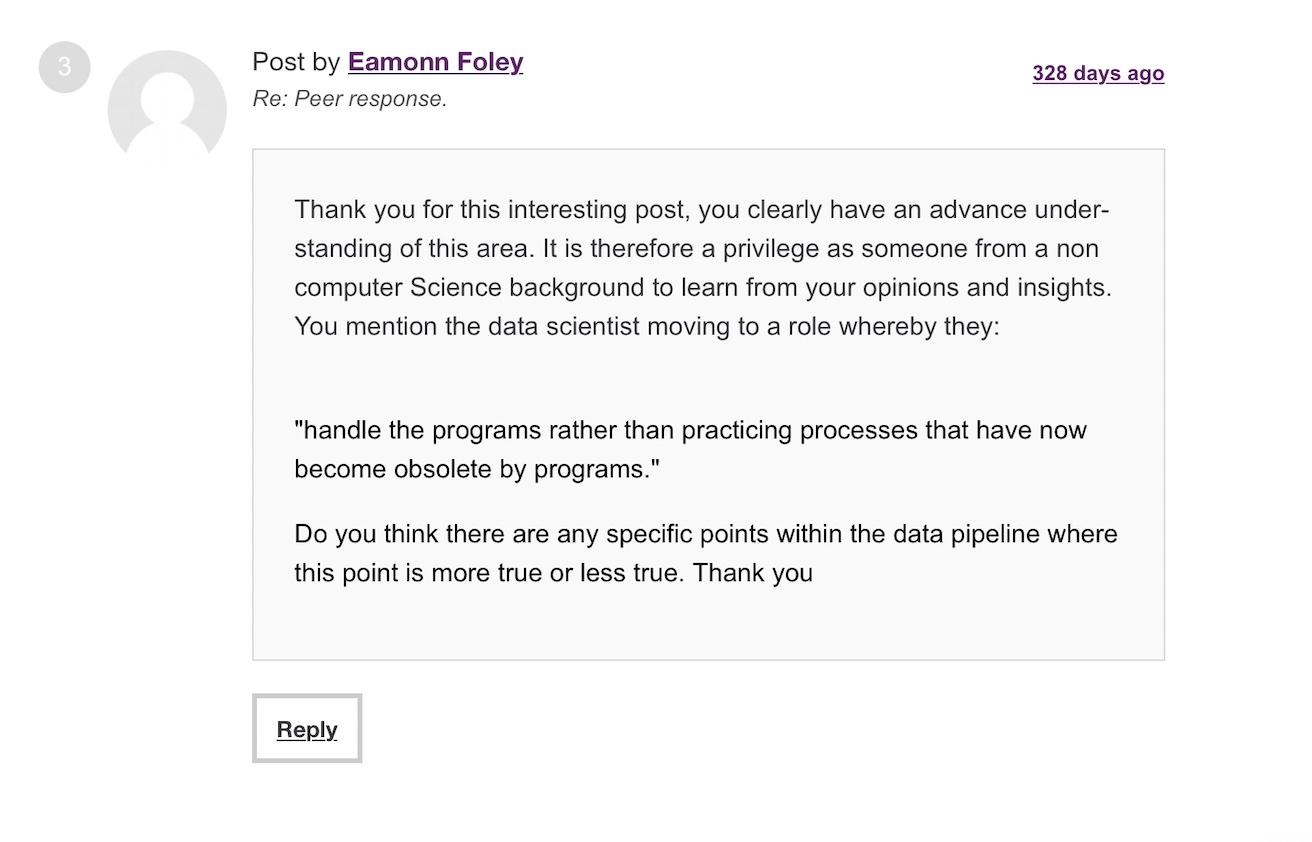 3
Post by Eamonn Foley
328 days ago
Re: Peer response.
Thank you for this interesting post, you clearly have an advance under-
standing of this area. It is therefore a privilege as someone from a non
computer Science background to learn from your opinions and insights.
You mention the data scientist moving to a role whereby they:
"handle the programs rather than practicing processes that have now
become obsolete by programs."
Do you think there are any specific points within the data pipeline where
this point is more true or less true. Thank you
Reply